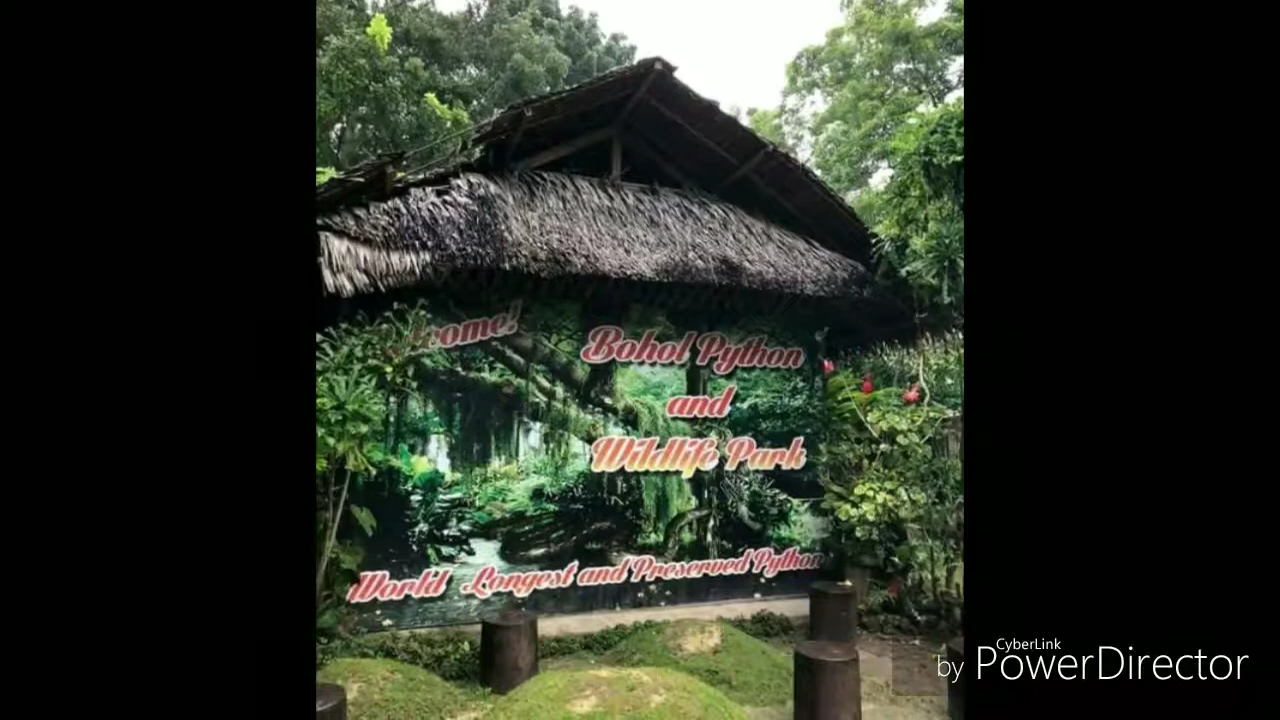 Bohol Python
and
Wildlife Park
World Longest and Preserved Python
CyberLink
by PowerDirector